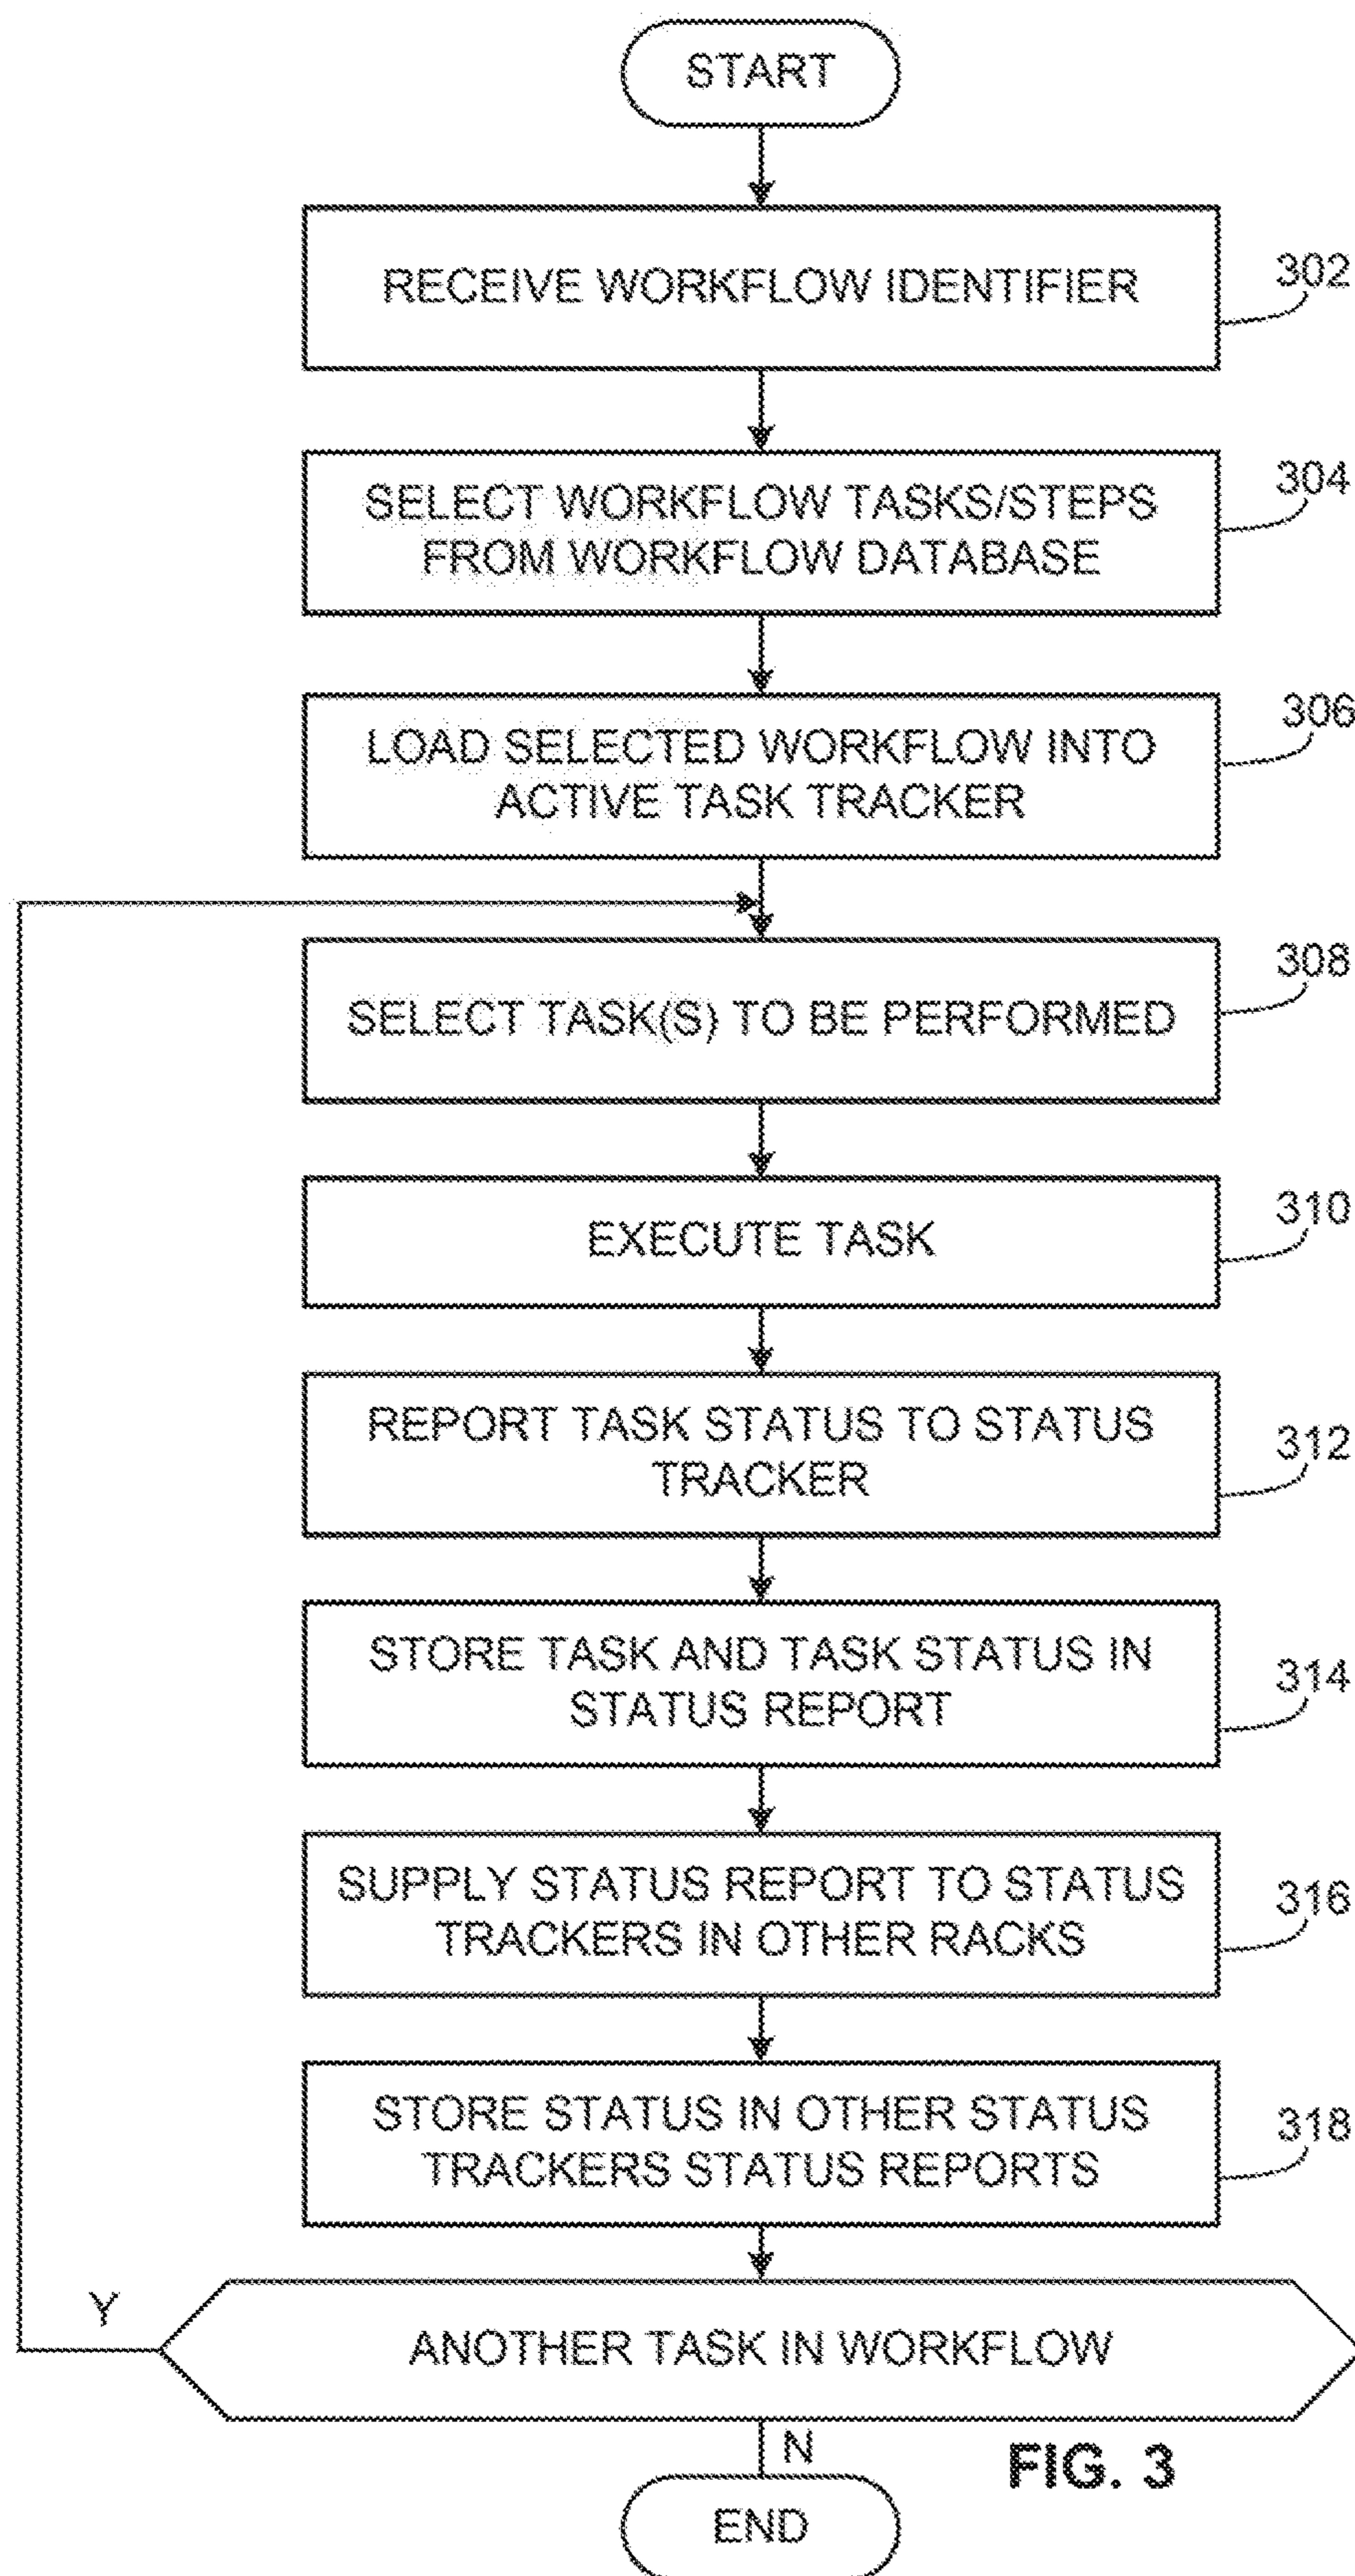 START
RECEIVE WORKFLOW IDENTIFIER
302
SELECT WORKFLOW TASKS/STEPS
FROM WORKFLOW DATABASE
304
LOAD SELECTED WORKFLOW INTO
ACTIVE TASK TRACKER
306
SELECT TASK(S) TO BE PERFORMED
308
EXECUTE TASK
310
REPORT TASK STATUS TO STATUS
TRACKER
312
STORE TASK AND TASK STATUS IN
STATUS REPORT
314
SUPPLY STATUS REPORT TO STATUS
TRACKERS IN OTHER RACKS
316
STORE STATUS IN OTHER STATUS
TRACKERS STATUS REPORTS
318
Y
ANOTHER TASK IN WORKFLOW
N
FIG. 3
END